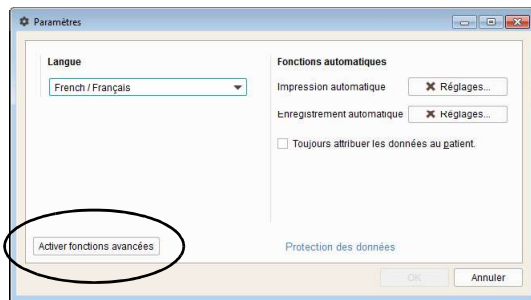 Paramètres
Langue
French / Français
Fonctions automatiques
Impression automatique
Réglages...
Enregistrement automatique
Réglages...
Toujours attribuer les données au patient.
Activer fonctions avancées
Protection des données
OK
Annuler